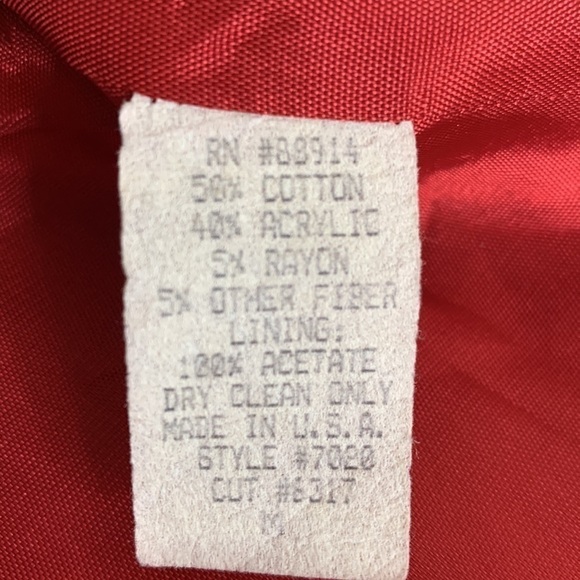 RN #88914
50% COTTON
40% ACRYLIC
5% RAYON
5% OTHER FIBER
LINING:
100% ACETATE
DRY CLEAN ONLY
MADE IN U.S.A.
STYLE #7020
CUT #6317
M